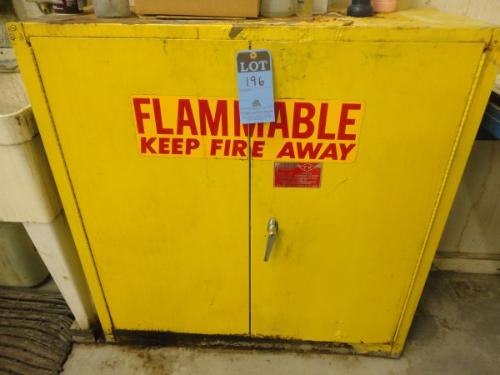 LOT
196
FLAMMABLE
KEEP FIRE AWAY